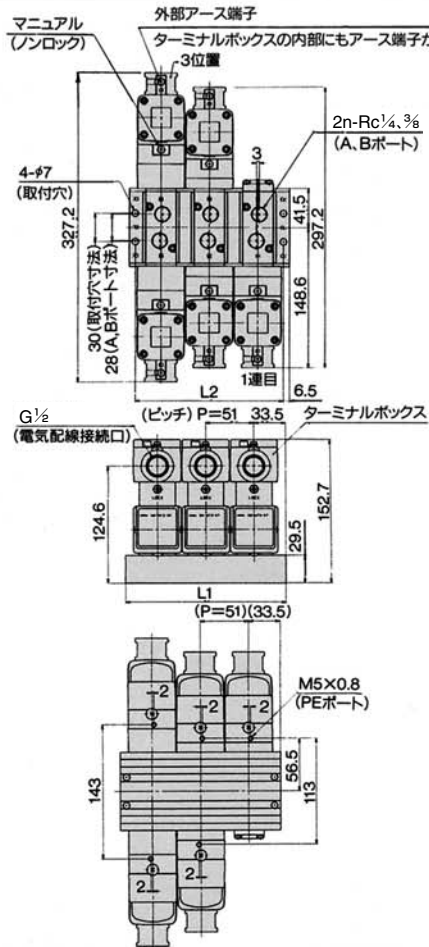 外部アース端子
マニュアル
(ノンロック)
ターミナルボックスの内部にもアース端子が
3位置
2n-Rc¼、⅜
(A、Bポート)
3
4-φ7
(取付穴)
327.2
30(取付穴寸法)
28(A、Bポート寸法)
41.5
148.6
297.2
L2
1連目
6.5
G½
(電気配線接続口)
(ピッチ) P=51
33.5
ターミナルボックス
124.6
29.5
152.7
L1
(P=51)(33.5)
2
2
2
M5×0.8
(PEポート)
143
56.5
113
2
2